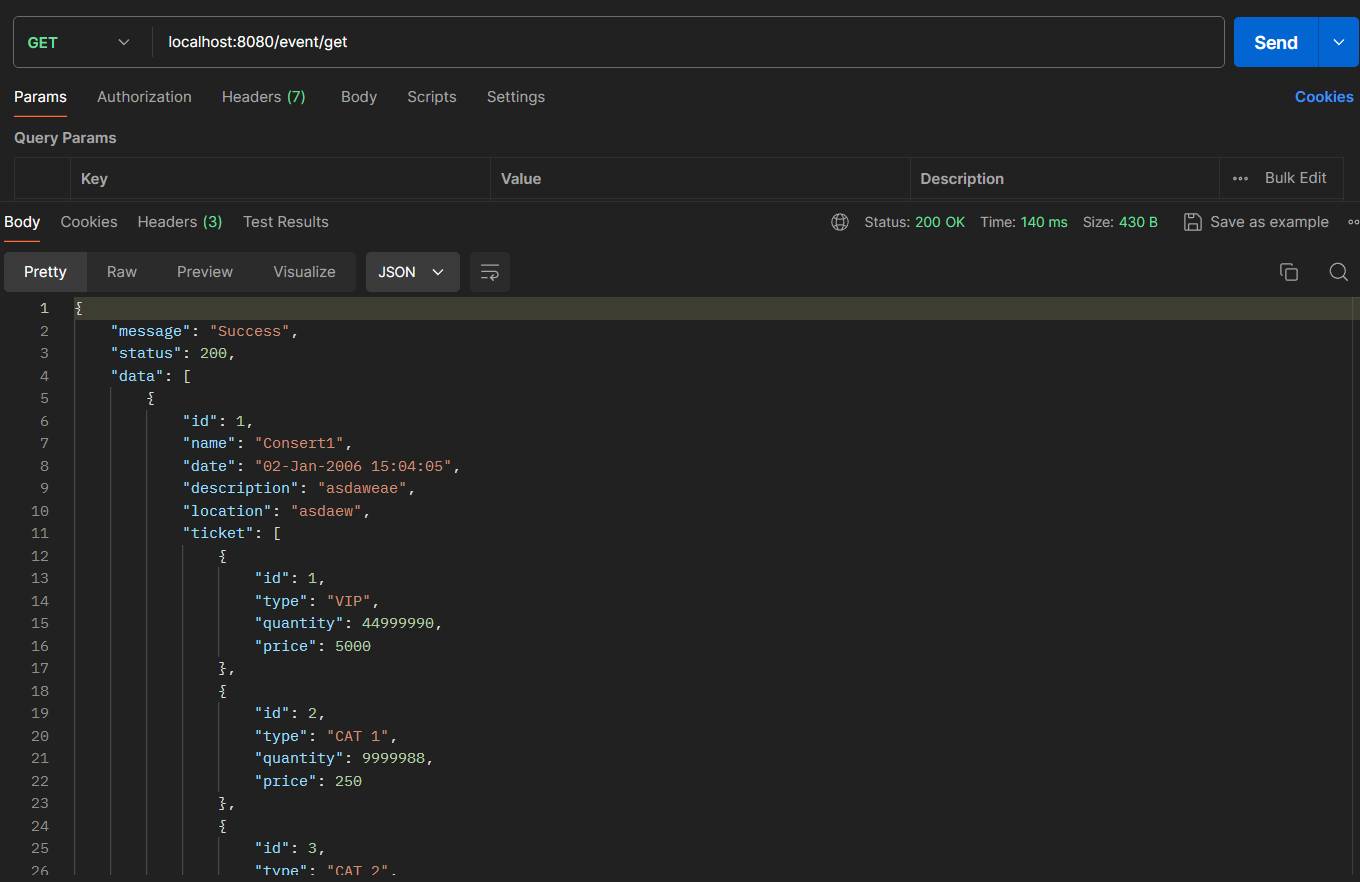 GET localhost:8080/event/get Send
Params Authorization Headers (7) Body Scripts Settings Cookies
Query Params
Key Value Description Bulk Edit
Body Cookies Headers (3) Test Results Status: 200 OK Time: 140 ms Size: 430 B Save as example
Pretty Raw Preview Visualize JSON
1 {
2 "message": "Success",
3 "status": 200,
4 "data": [
5 {
6 "id": 1,
7 "name": "Consert1",
8 "date": "02-Jan-2006 15:04:05",
9 "description": "asdaweae",
10 "location": "asdaew",
11 "ticket": [
12 {
13 "id": 1,
14 "type": "VIP",
15 "quantity": 44999990,
16 "price": 5000
17 },
18 {
19 "id": 2,
20 "type": "CAT 1",
21 "quantity": 9999988,
22 "price": 250
23 },
24 {
25 "id": 3,
26 "type": "CAT 2",